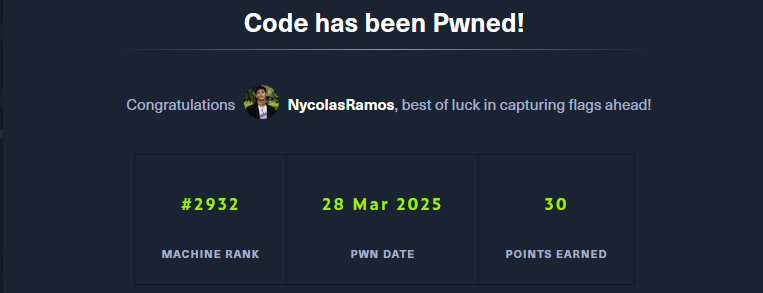 Code has been Pwned!
Congratulations NycolasRamos, best of luck in capturing flags ahead!
#2932 28 Mar 2025 30
MACHINE RANK PWN DATE POINTS EARNED